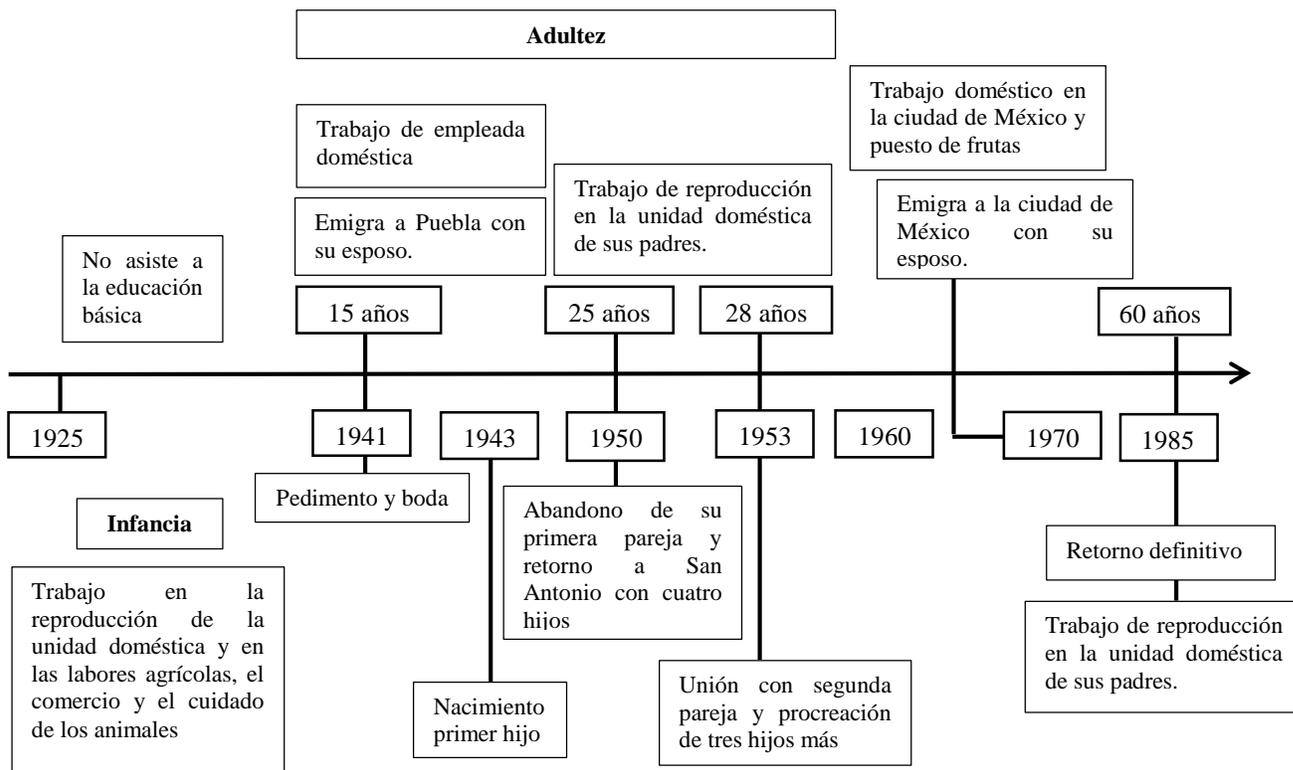 Adultez
Trabajo doméstico en
la ciudad de México y
puesto de frutas
Trabajo de empleada
doméstica
Trabajo de reproducción
en la unidad doméstica
de sus padres.
Emigra a la ciudad de
México con su
esposo.
Emigra a Puebla con
su esposo.
No asiste a
la educación
básica
15 años
25 años
28 años
60 años
1925
1941
1943
1950
1953
1960
1970
1985
Pedimento y boda
Infancia
Abandono de su
primera pareja y
retorno a San
Antonio con cuatro
hijos
Retorno definitivo
Trabajo en la
reproducción de la
unidad doméstica y en
las labores agrícolas, el
comercio y el cuidado
de los animales
Trabajo de reproducción
en la unidad doméstica
de sus padres.
Nacimiento
primer hijo
Unión con segunda
pareja y procreación
de tres hijos más